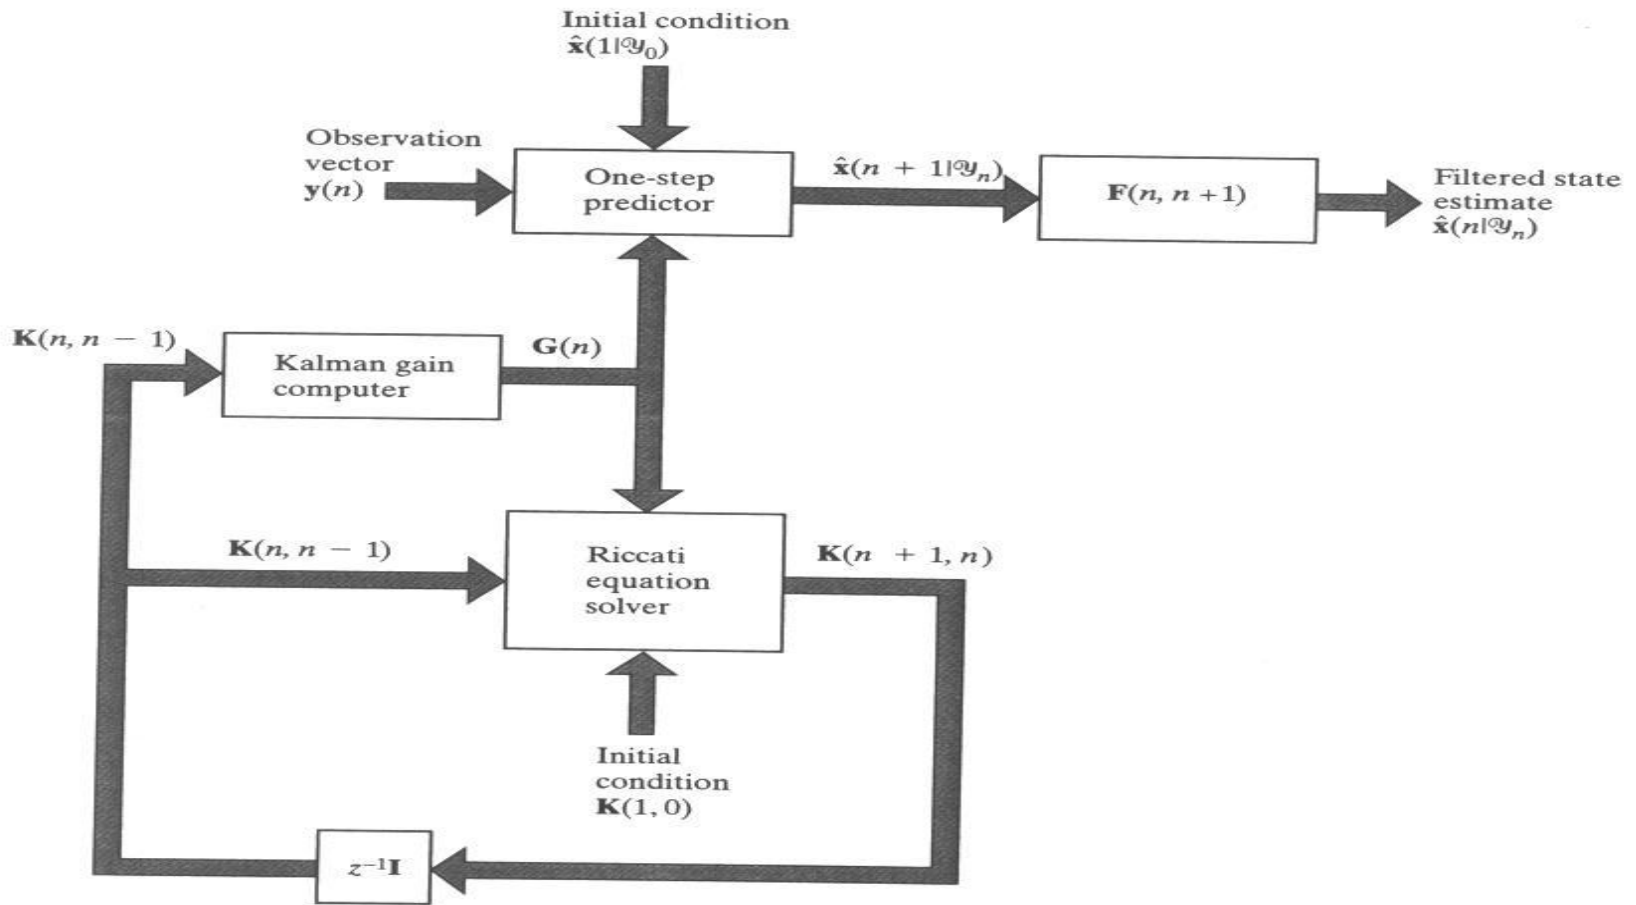 Initial condition
x̂(1|𝒴₀)
Observation
vector
y(n)
One-step
predictor
x̂(n + 1|𝒴ₙ)
F(n, n+1)
Filtered state
estimate
x̂(n|𝒴ₙ)
K(n, n − 1)
Kalman gain
computer
G(n)
K(n, n − 1)
Riccati
equation
solver
K(n + 1, n)
Initial
condition
K(1, 0)
z⁻¹I